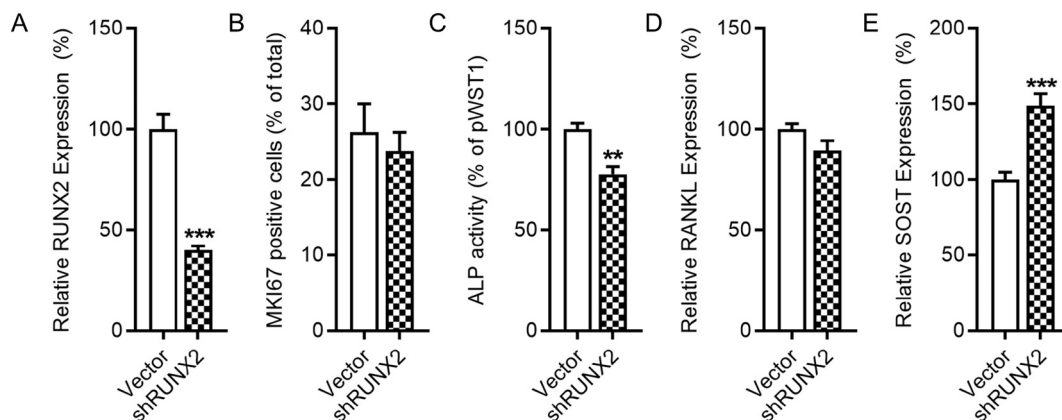 A
Relative RUNX2 Expression (%)
150
100
50
0
***
Vector
shRUNX2
B
MKI67 positive cells (% of total)
40
30
20
10
0
Vector
shRUNX2
C
ALP activity (% of pWST1)
150
100
50
0
**
Vector
shRUNX2
D
Relative RANKL Expression (%)
150
100
50
0
Vector
shRUNX2
E
Relative SOST Expression (%)
200
150
100
50
0
***
Vector
shRUNX2